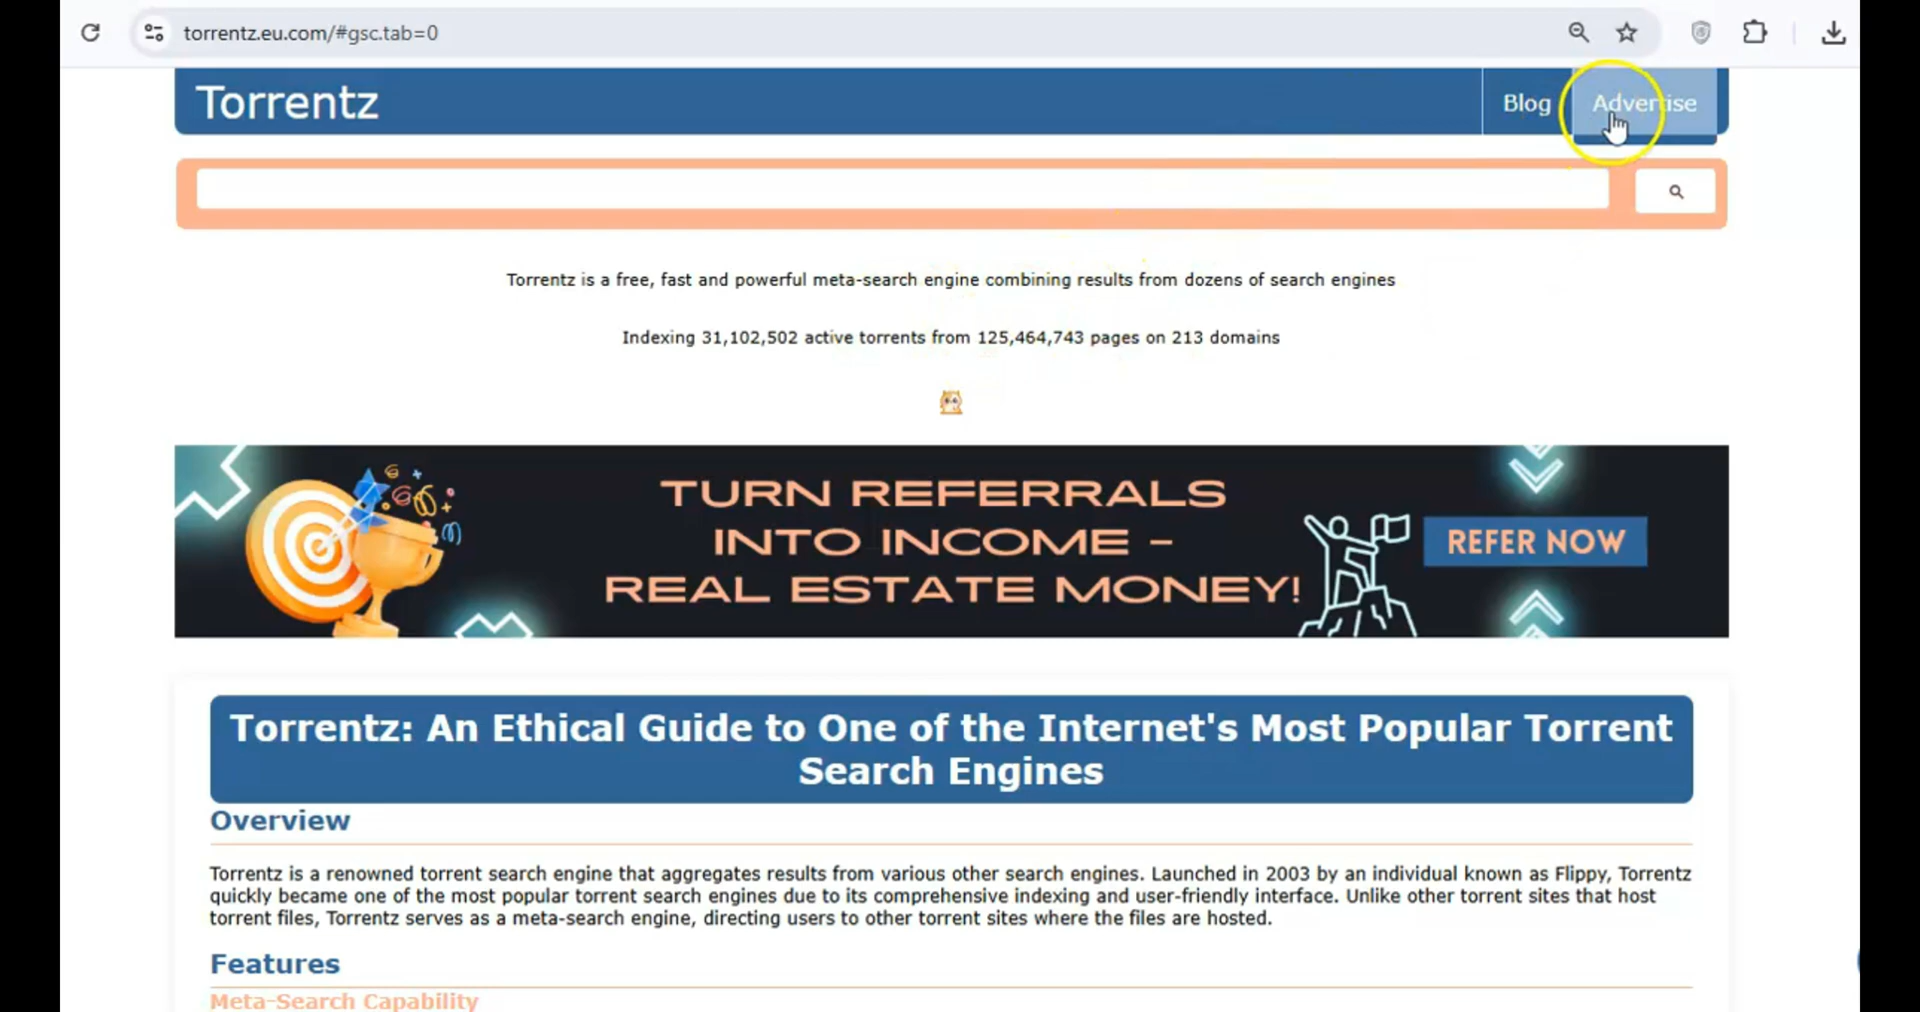 torrentz.eu.com/#gsc.tab=0
Torrentz
Blog
Advertise
Torrentz is a free, fast and powerful meta-search engine combining results from dozens of search engines
Indexing 31,102,502 active torrents from 125,464,743 pages on 213 domains
TURN REFERRALS
INTO INCOME –
REAL ESTATE MONEY!
REFER NOW
Torrentz: An Ethical Guide to One of the Internet's Most Popular Torrent
Search Engines
Overview
Torrentz is a renowned torrent search engine that aggregates results from various other search engines. Launched in 2003 by an individual known as Flippy, Torrentz
quickly became one of the most popular torrent search engines due to its comprehensive indexing and user-friendly interface. Unlike other torrent sites that host
torrent files, Torrentz serves as a meta-search engine, directing users to other torrent sites where the files are hosted.
Features
Meta-Search Capability